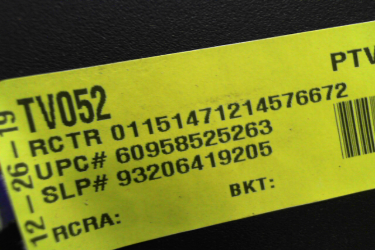 PTV
TV052
RCTR 01151471214576672
UPC# 60958525263
SLP# 93206419205
BKT:
RCRA:
12-26-19